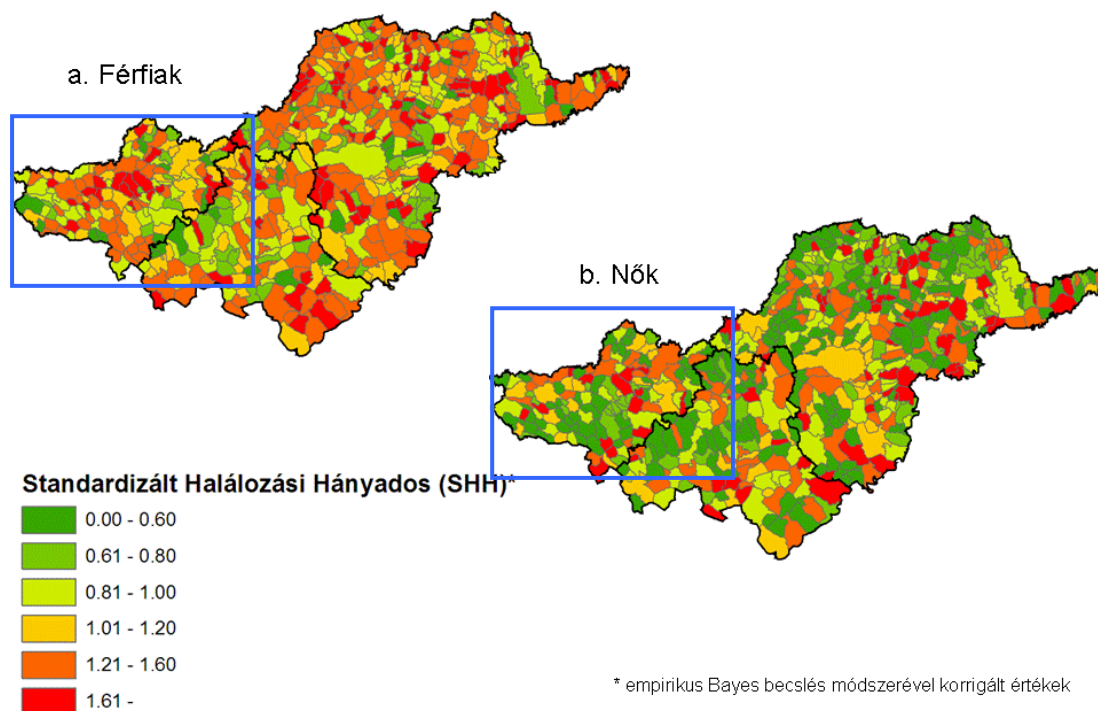 a. Férfiak
b. Nők
Standardizált Halálozási Hányados (SHH)*
0.00 - 0.60
0.61 - 0.80
0.81 - 1.00
1.01 - 1.20
1.21 - 1.60
1.61 -
* empirikus Bayes becslés módszerével korrigált értékek